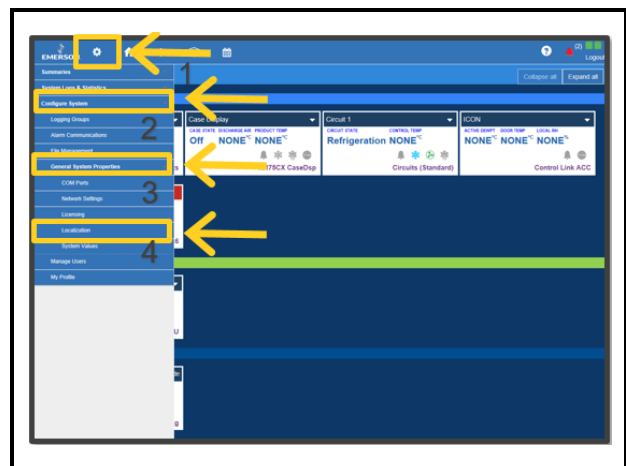 EMERSON
(2)
Logout
Summaries
1
Collapse all
Expand all
System Logs & Statistics
Configure System
Logging Groups
2
Case Display
Circuit 1
ICON
Alarm Communications
CASE STATE DISCHARGE AIR PRODUCT TEMP
CIRCUIT STATE CONTROL TEMP
ACTIVE DEWPT DOOR TEMP LOCAL RH
Off NONE°C NONE°C
Refrigeration NONE°C
NONE°C NONE°C NONE%
File Management
General System Properties
CaseDsp
Circuits (Standard)
Control Link ACC
COM Ports
3
Network Settings
Licensing
Localization
System Values
4
Manage Users
My Profile